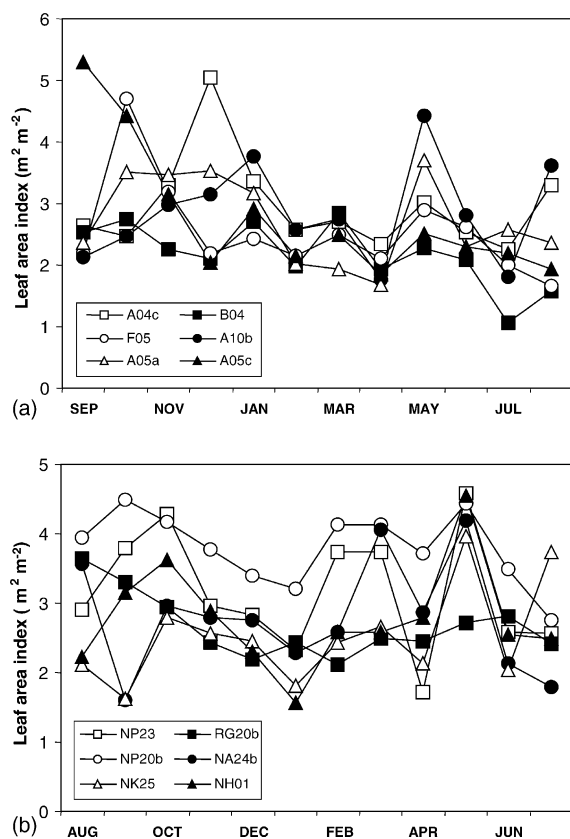 6
5
4
3
2
1
0
Leaf area index (m² m⁻²)
A04c B04
F05 A10b
A05a A05c
(a)
SEP NOV JAN MAR MAY JUL
5
4
3
2
1
0
Leaf area index ( m² m⁻²)
NP23 RG20b
NP20b NA24b
NK25 NH01
(b)
AUG OCT DEC FEB APR JUN